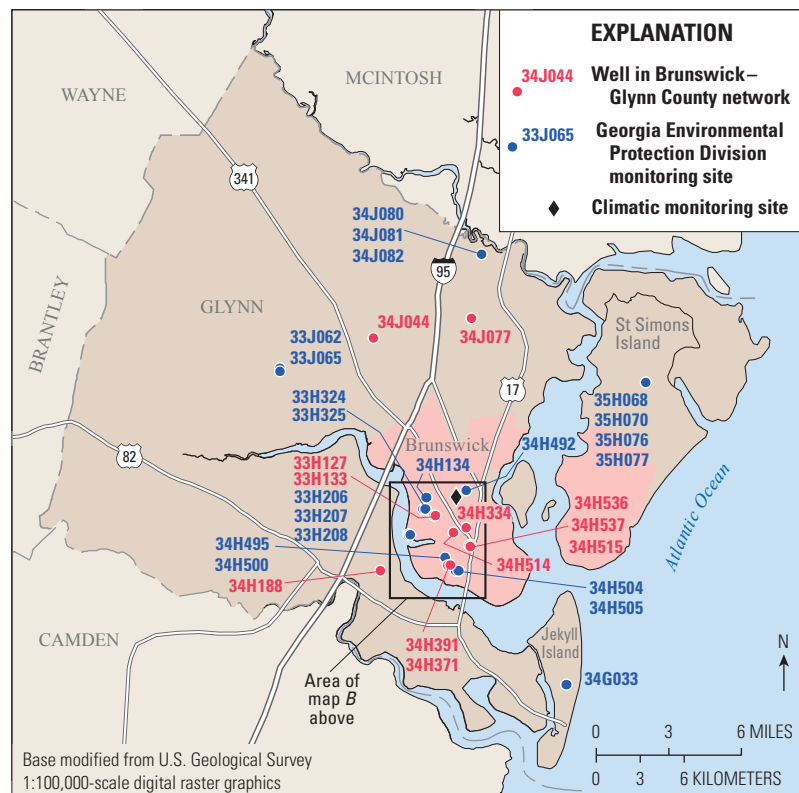 EXPLANATION
34J044
Well in Brunswick–
Glynn County network
33J065
Georgia Environmental
Protection Division
monitoring site
Climatic monitoring site
MCINTOSH
WAYNE
341
34J080
34J081
34J082
95
BRANTLEY
GLYNN
34J044
34J077
St Simons
Island
33J062
33J065
17
33H324
33H325
35H068
35H070
35H076
35H077
82
Brunswick
34H134
34H492
33H127
33H133
33H206
33H207
33H208
34H334
34H536
34H537
34H515
Atlantic Ocean
34H495
34H500
34H188
34H514
34H504
34H505
CAMDEN
34H391
34H371
Jekyll
Island
Area of
map B
above
34G033
N
0 3 6 MILES
0 3 6 KILOMETERS
Base modified from U.S. Geological Survey
1:100,000-scale digital raster graphics